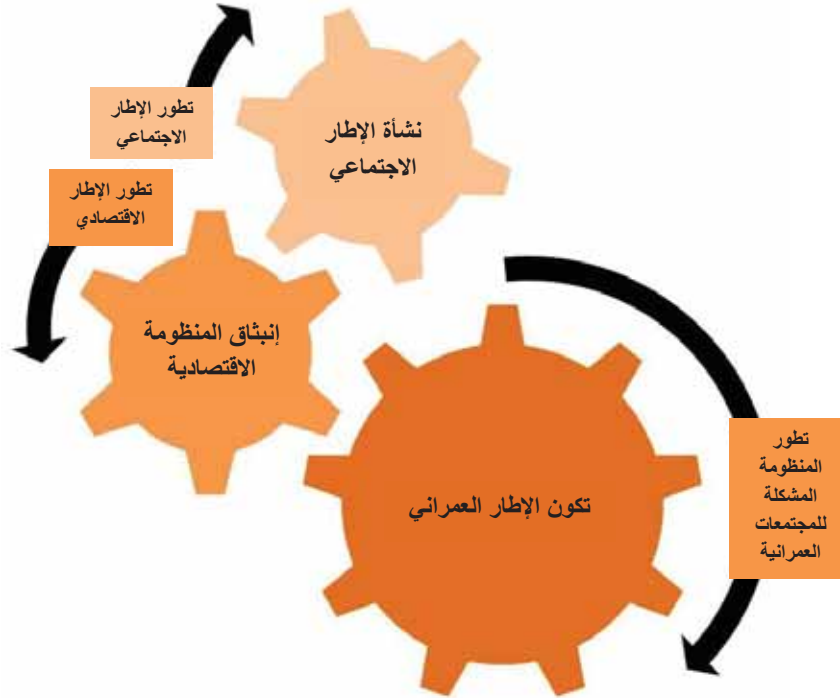 تطور الإطار
الاجتماعي
نشأة الإطار
الاجتماعي
تطور الإطار
الاقتصادي
إنبثاق المنظومة
الاقتصادية
تكون الإطار العمراني
تطور
المنظومة
المشكلة
للمجتمعات
العمرانية